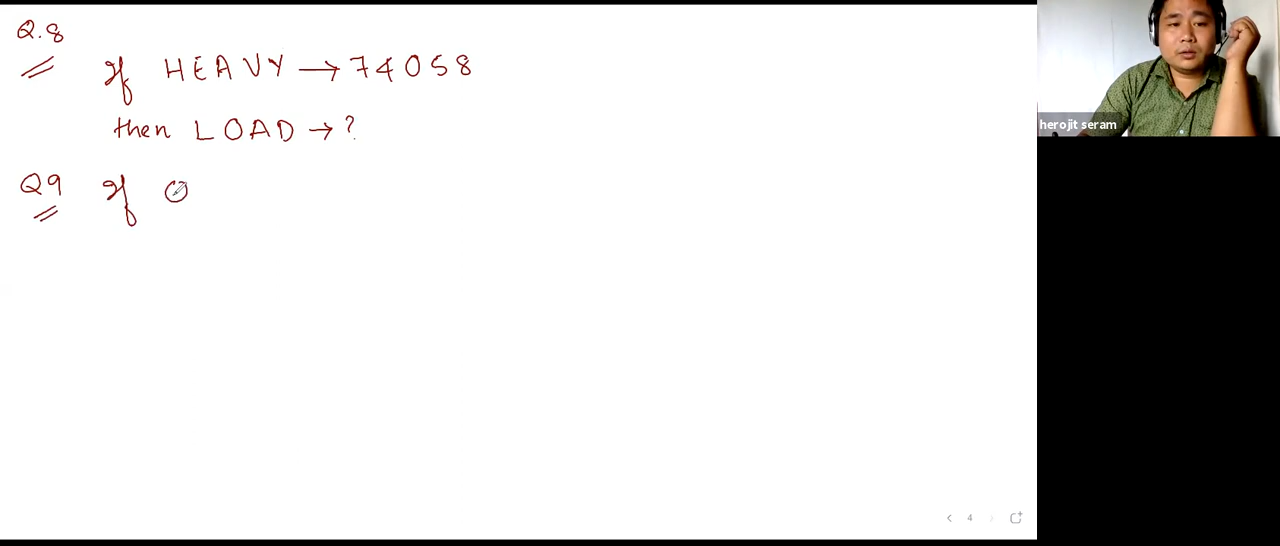 Q.8
If HEAVY → 74058
then LOAD → ?
Q9 If
herojit seram
4